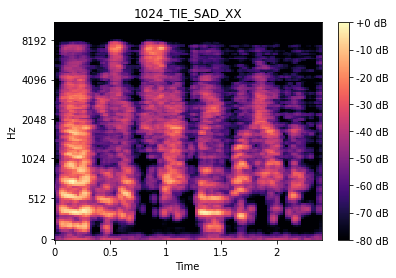 1024_TIE_SAD_XX
8192
4096
2048
1024
512
0
Hz
0 0.5 1 1.5 2
Time
+0 dB
-10 dB
-20 dB
-30 dB
-40 dB
-50 dB
-60 dB
-70 dB
-80 dB